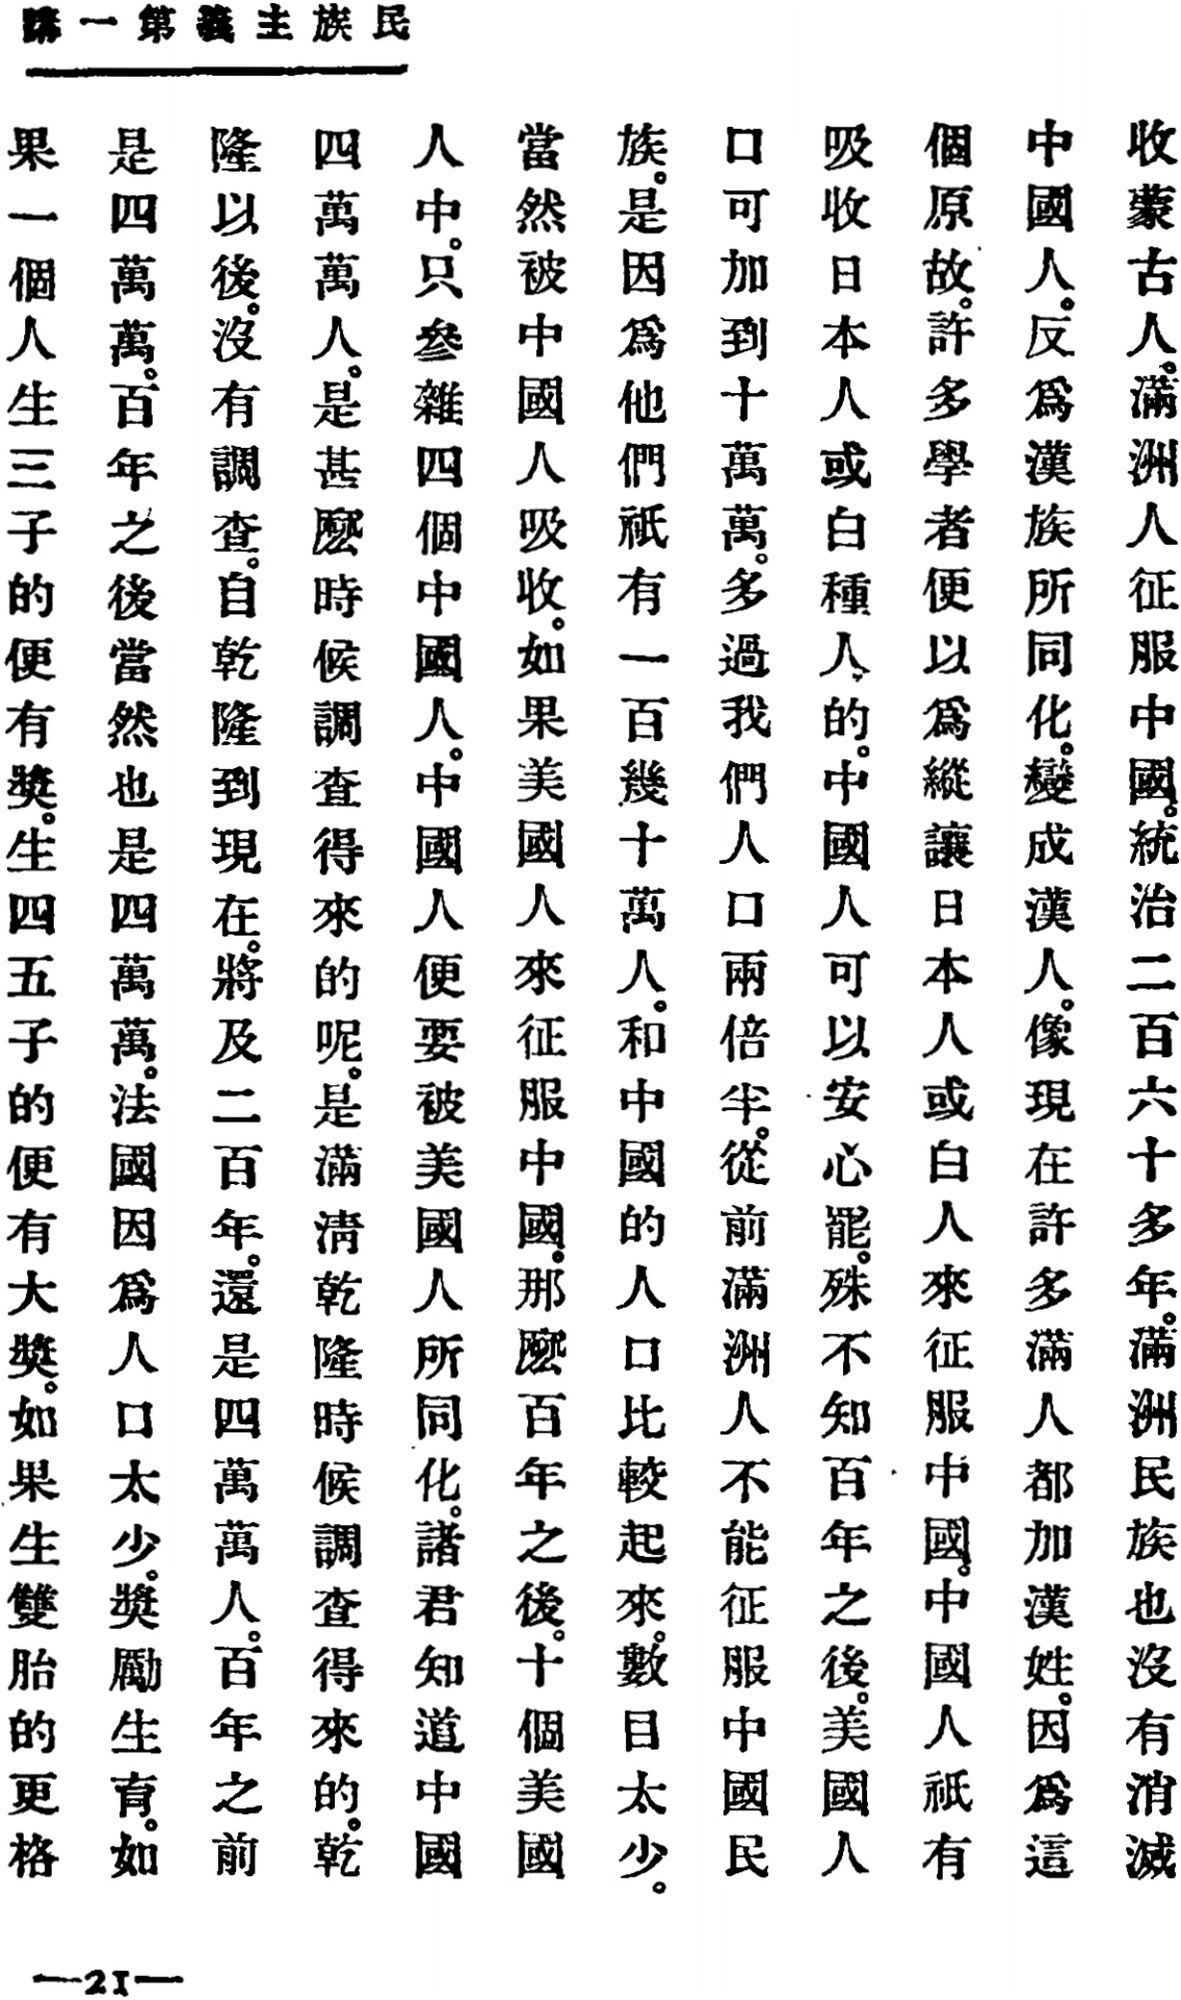 民族主義第一講
收蒙古人。滿洲人征服中國。統治二百六十多年。滿洲民族也沒有消滅
中國人。反爲漢族所同化。變成漢人。像現在許多滿人都加漢姓。因爲這
個原故。許多學者便以爲縱讓日本人或白人來征服中國。中國人祇有
吸收日本人或白種人的。中國人可以安心罷。殊不知百年之後。美國人
口可加到十萬萬。多過我們人口兩倍半。從前滿洲人不能征服中國民
族。是因爲他們祇有一百幾十萬人。和中國的人口比較起來。數目太少。
當然被中國人吸收。如果美國人來征服中國。那麽百年之後。十個美國
人中。只參雜四個中國人。中國人便要被美國人所同化。諸君知道中國
四萬萬人。是甚麽時候調查得來的呢。是滿淸乾隆時候調查得來的。乾
隆以後。沒有調查。自乾隆到現在。將及二百年。還是四萬萬人。百年之前
是四萬萬。百年之後當然也是四萬萬。法國因爲人口太少。獎勵生育。如
果一個人生三子的便有獎。生四五子的便有大獎。如果生雙胎的更格
—21—